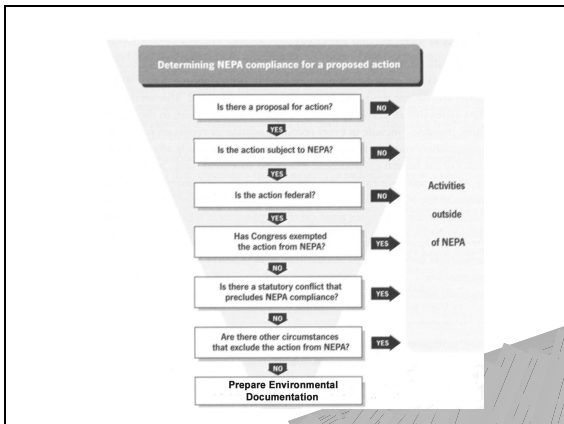 Determining NEPA compliance for a proposed action
Is there a proposal for action?
NO
YES
Is the action subject to NEPA?
NO
YES
Is the action federal?
NO
YES
Has Congress exempted
the action from NEPA?
YES
NO
Is there a statutory conflict that
precludes NEPA compliance?
YES
NO
Are there other circumstances
that exclude the action from NEPA?
YES
NO
Prepare Environmental
Documentation
Activities
outside
of NEPA